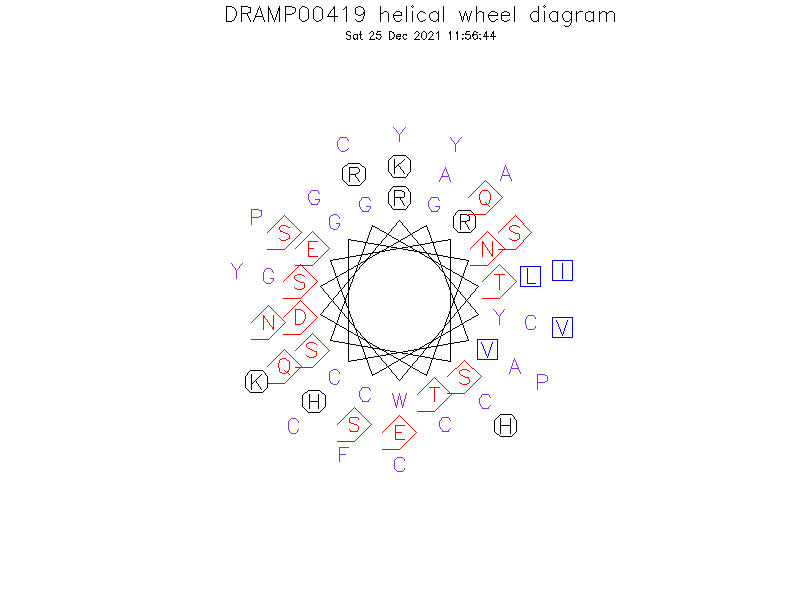 DRAMP00419 helical wheel diagram
Sat 25 Dec 2021 11:56:44
Y
C Y
R K A A
G G R G Q
P S G R S
E N
Y G S T L I
N D Y C V
K Q S V A P
C W S
H C T C
C S E C H
F C